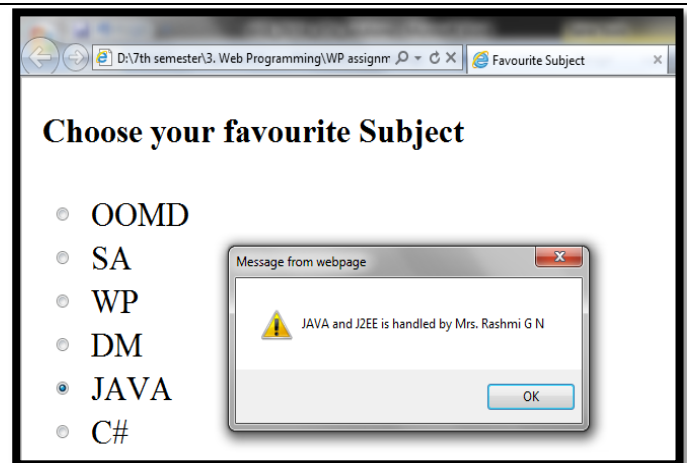 D:\7th semester\3. Web Programming\WP assignm
Favourite Subject
Choose your favourite Subject
OOMD
SA
WP
DM
JAVA
C#
Message from webpage
JAVA and J2EE is handled by Mrs. Rashmi G N
OK